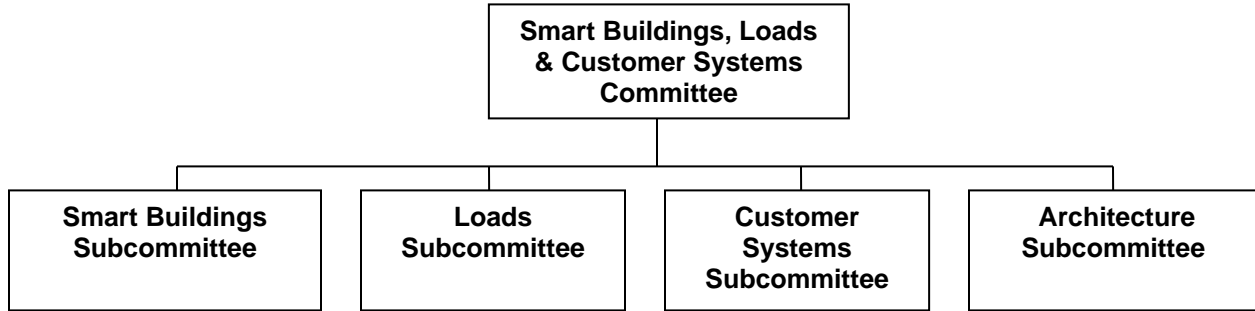 Smart Buildings, Loads
& Customer Systems
Committee
Smart Buildings
Subcommittee
Loads
Subcommittee
Customer
Systems
Subcommittee
Architecture
Subcommittee